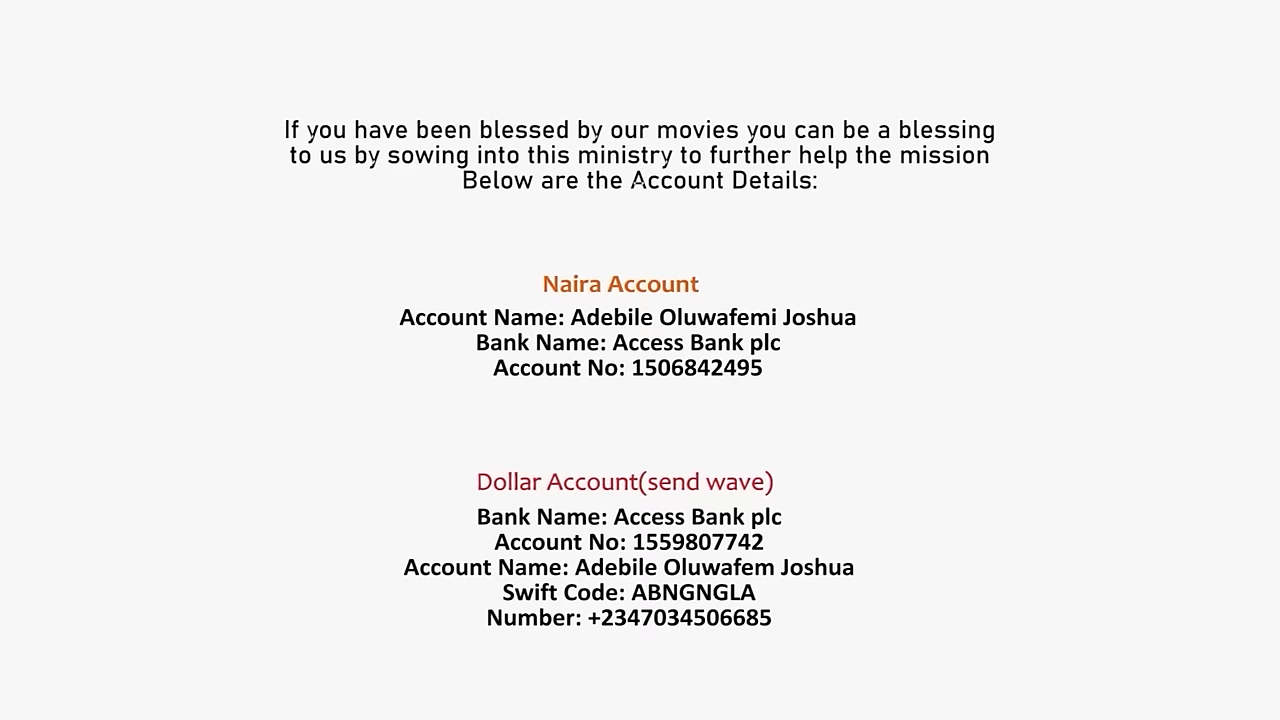 If you have been blessed by our movies you can be a blessing
to us by sowing into this ministry to further help the mission
Below are the Account Details:
Naira Account
Account Name: Adebile Oluwafemi Joshua
Bank Name: Access Bank plc
Account No: 1506842495
Dollar Account(send wave)
Bank Name: Access Bank plc
Account No: 1559807742
Account Name: Adebile Oluwafem Joshua
Swift Code: ABNGNGLA
Number: +2347034506685